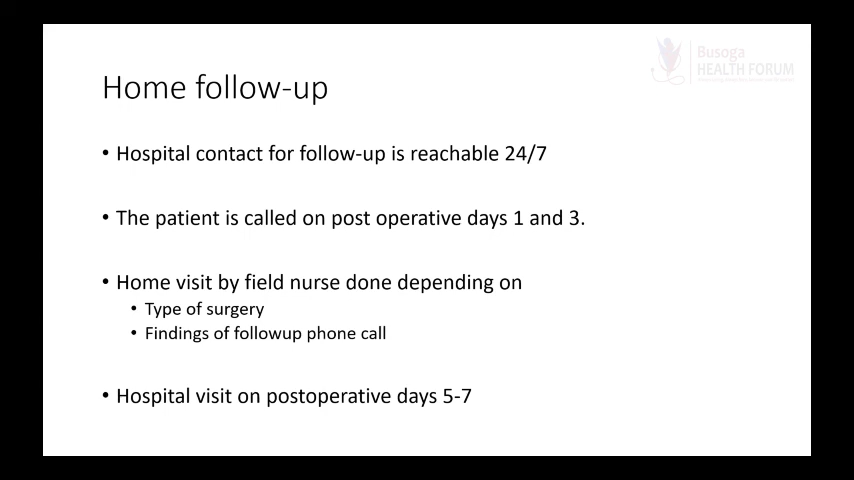 Busoga
HEALTH FORUM
Home follow-up
• Hospital contact for follow-up is reachable 24/7
• The patient is called on post operative days 1 and 3.
• Home visit by field nurse done depending on
• Type of surgery
• Findings of followup phone call
• Hospital visit on postoperative days 5-7